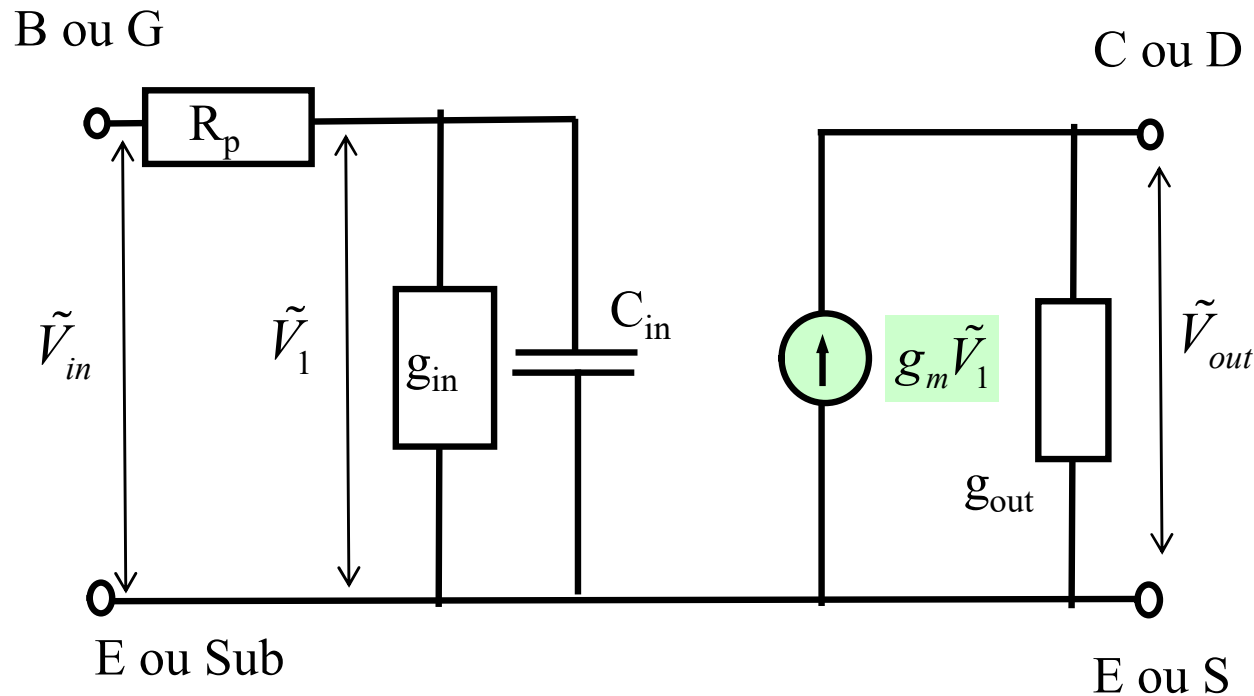 B ou G
C ou D
R_p
Ṽ_in
Ṽ_1
g_in
C_in
g_m Ṽ_1
Ṽ_out
g_out
E ou Sub
E ou S